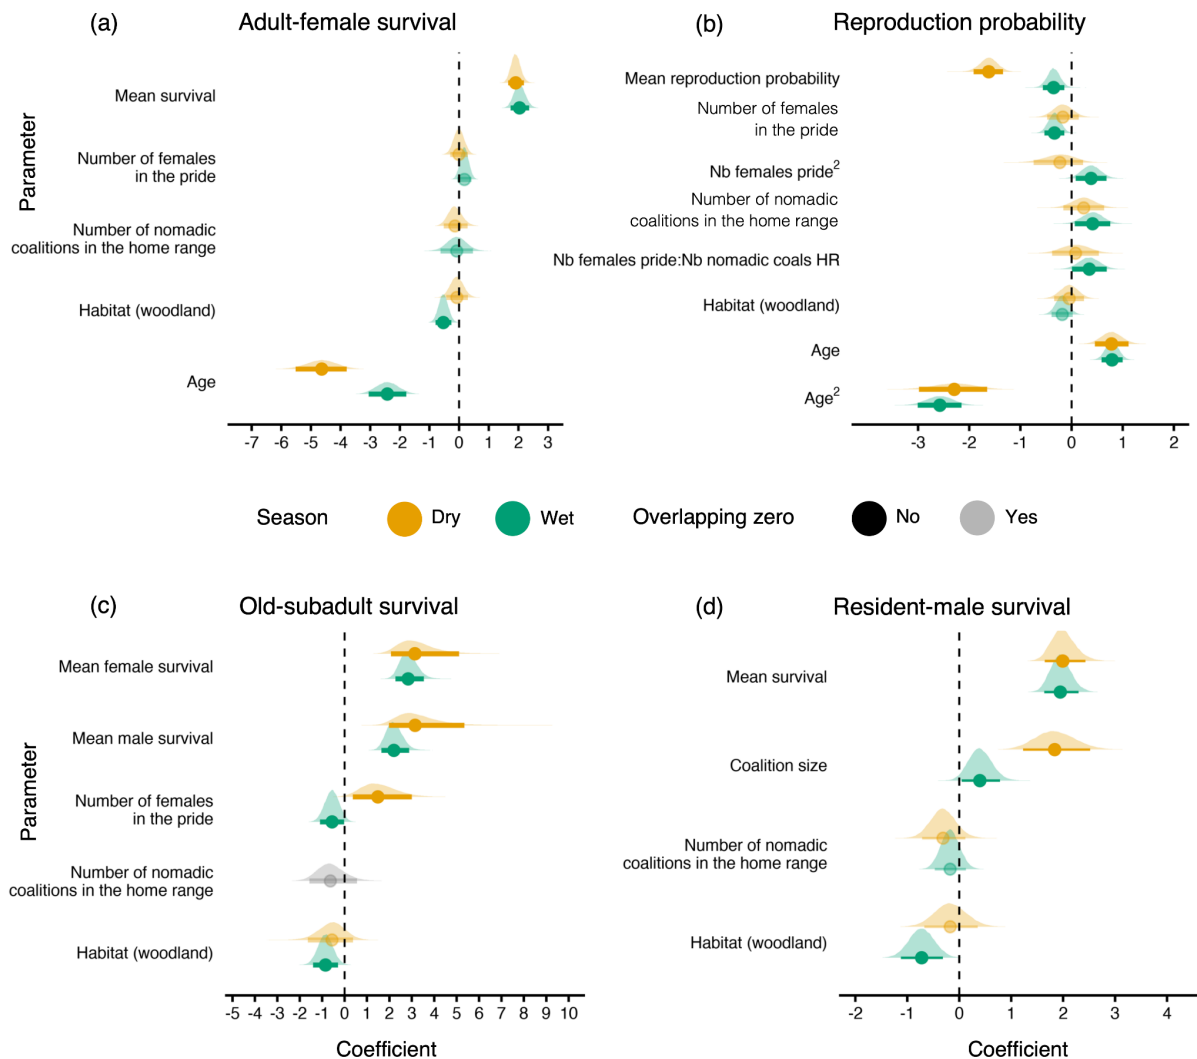 (a)
Adult-female survival
Parameter
Mean survival
Number of females
in the pride
Number of nomadic
coalitions in the home range
Habitat (woodland)
Age
-7 -6 -5 -4 -3 -2 -1 0 1 2 3
(b)
Reproduction probability
Mean reproduction probability
Number of females
in the pride
Nb females pride²
Number of nomadic
coalitions in the home range
Nb females pride:Nb nomadic coals HR
Habitat (woodland)
Age
Age²
-3 -2 -1 0 1 2
Season Dry Wet Overlapping zero No Yes
(c)
Old-subadult survival
Parameter
Mean female survival
Mean male survival
Number of females
in the pride
Number of nomadic
coalitions in the home range
Habitat (woodland)
-5 -4 -3 -2 -1 0 1 2 3 4 5 6 7 8 9 10
Coefficient
(d)
Resident-male survival
Mean survival
Coalition size
Number of nomadic
coalitions in the home range
Habitat (woodland)
-2 -1 0 1 2 3 4
Coefficient